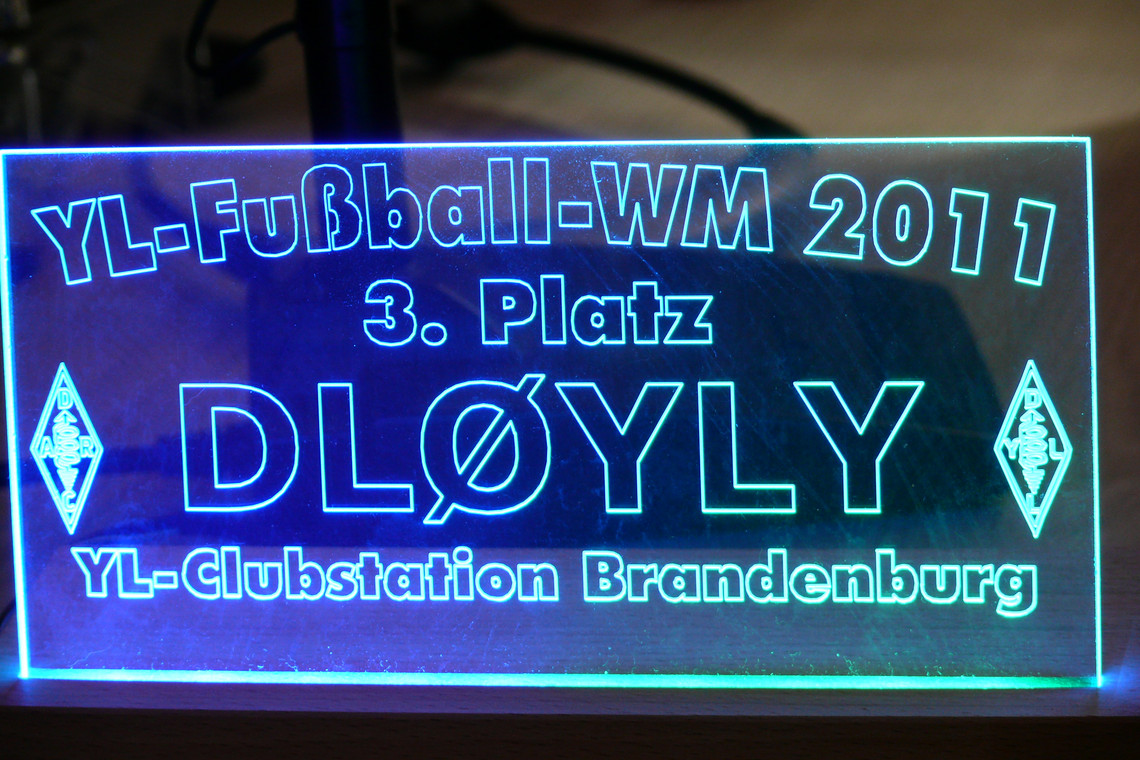 YL-Fußball-WM 2011
3. Platz
DLØYLY
D
A R
C
D
Y L
YL-Clubstation Brandenburg